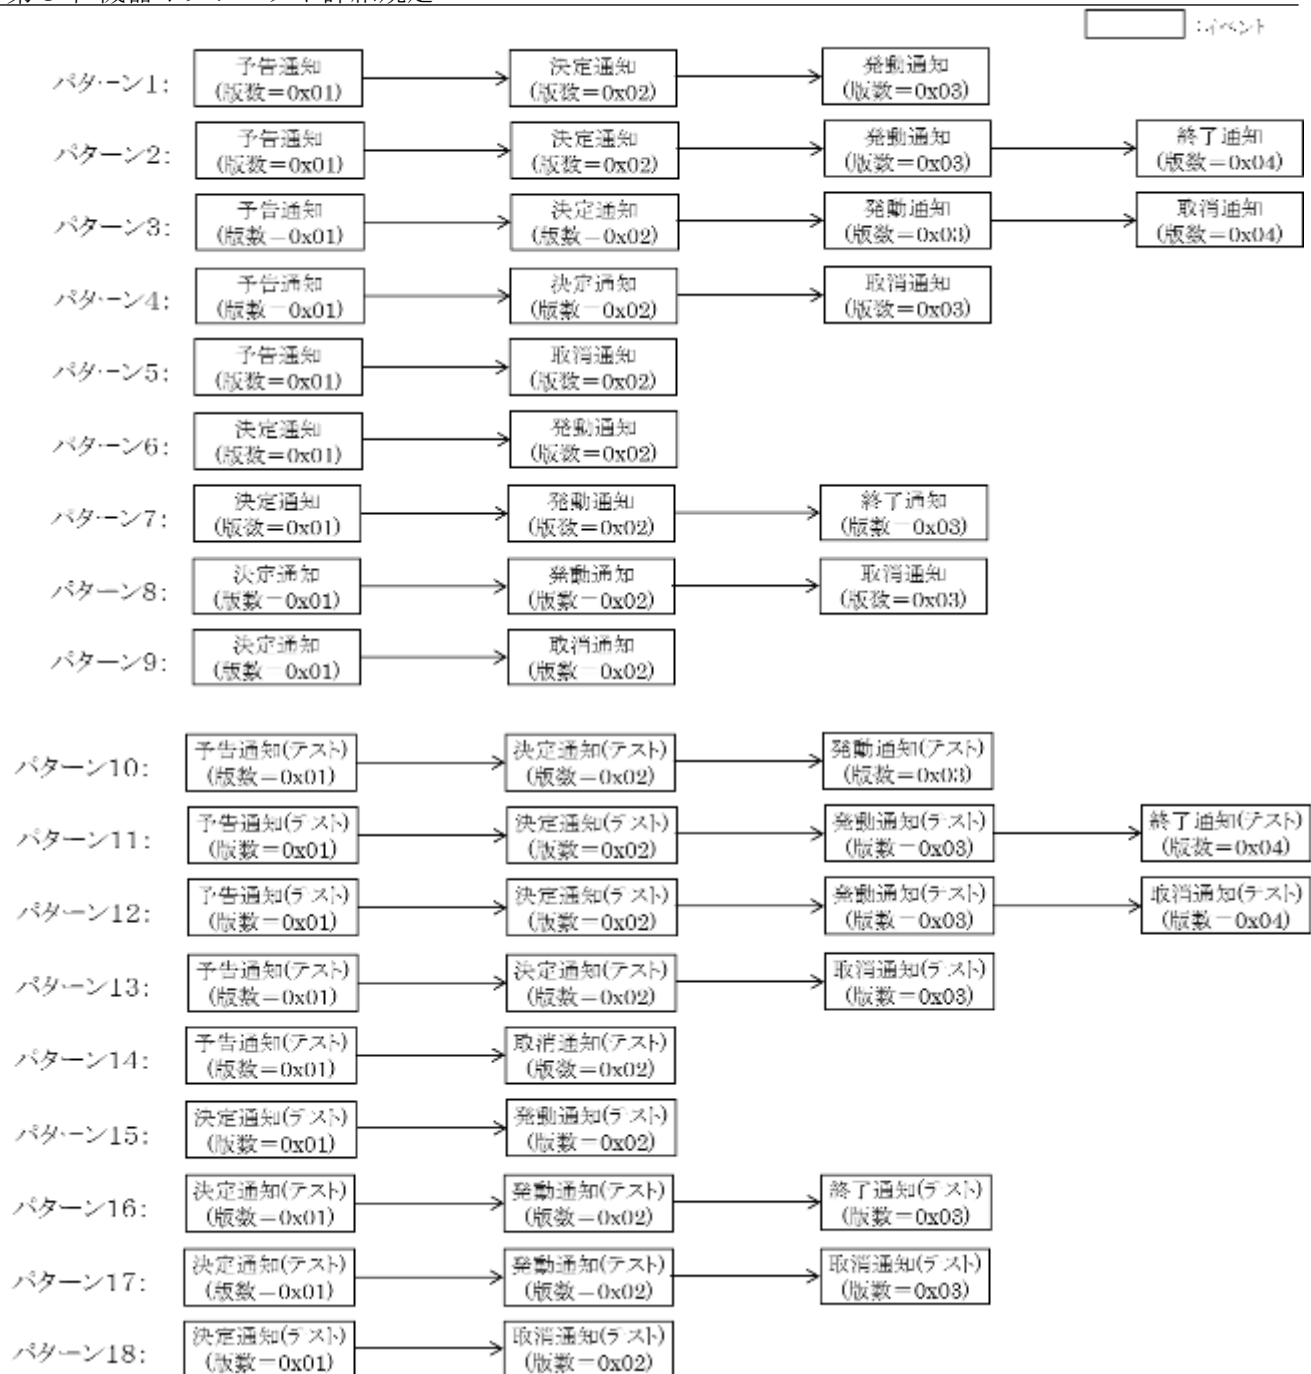 :イベント
パターン1:
予告通知
(版数=0x01)
決定通知
(版数=0x02)
発動通知
(版数=0x03)
パターン2:
予告通知
(版数=0x01)
決定通知
(版数=0x02)
発動通知
(版数=0x03)
終了通知
(版数=0x04)
パターン3:
予告通知
(版数=0x01)
決定通知
(版数=0x02)
発動通知
(版数=0x03)
取消通知
(版数=0x04)
パターン4:
予告通知
(版数=0x01)
決定通知
(版数=0x02)
取消通知
(版数=0x03)
パターン5:
予告通知
(版数=0x01)
取消通知
(版数=0x02)
パターン6:
決定通知
(版数=0x01)
発動通知
(版数=0x02)
パターン7:
決定通知
(版数=0x01)
発動通知
(版数=0x02)
終了通知
(版数=0x03)
パターン8:
決定通知
(版数=0x01)
発動通知
(版数=0x02)
取消通知
(版数=0x03)
パターン9:
決定通知
(版数=0x01)
取消通知
(版数=0x02)
パターン10:
予告通知(テスト)
(版数=0x01)
決定通知(テスト)
(版数=0x02)
発動通知(テスト)
(版数=0x03)
パターン11:
予告通知(テスト)
(版数=0x01)
決定通知(テスト)
(版数=0x02)
発動通知(テスト)
(版数=0x03)
終了通知(テスト)
(版数=0x04)
パターン12:
予告通知(テスト)
(版数=0x01)
決定通知(テスト)
(版数=0x02)
発動通知(テスト)
(版数=0x03)
取消通知(テスト)
(版数=0x04)
パターン13:
予告通知(テスト)
(版数=0x01)
決定通知(テスト)
(版数=0x02)
取消通知(テスト)
(版数=0x03)
パターン14:
予告通知(テスト)
(版数=0x01)
取消通知(テスト)
(版数=0x02)
パターン15:
決定通知(テスト)
(版数=0x01)
発動通知(テスト)
(版数=0x02)
パターン16:
決定通知(テスト)
(版数=0x01)
発動通知(テスト)
(版数=0x02)
終了通知(テスト)
(版数=0x03)
パターン17:
決定通知(テスト)
(版数=0x01)
発動通知(テスト)
(版数=0x02)
取消通知(テスト)
(版数=0x03)
パターン18:
決定通知(テスト)
(版数=0x01)
取消通知(テスト)
(版数=0x02)